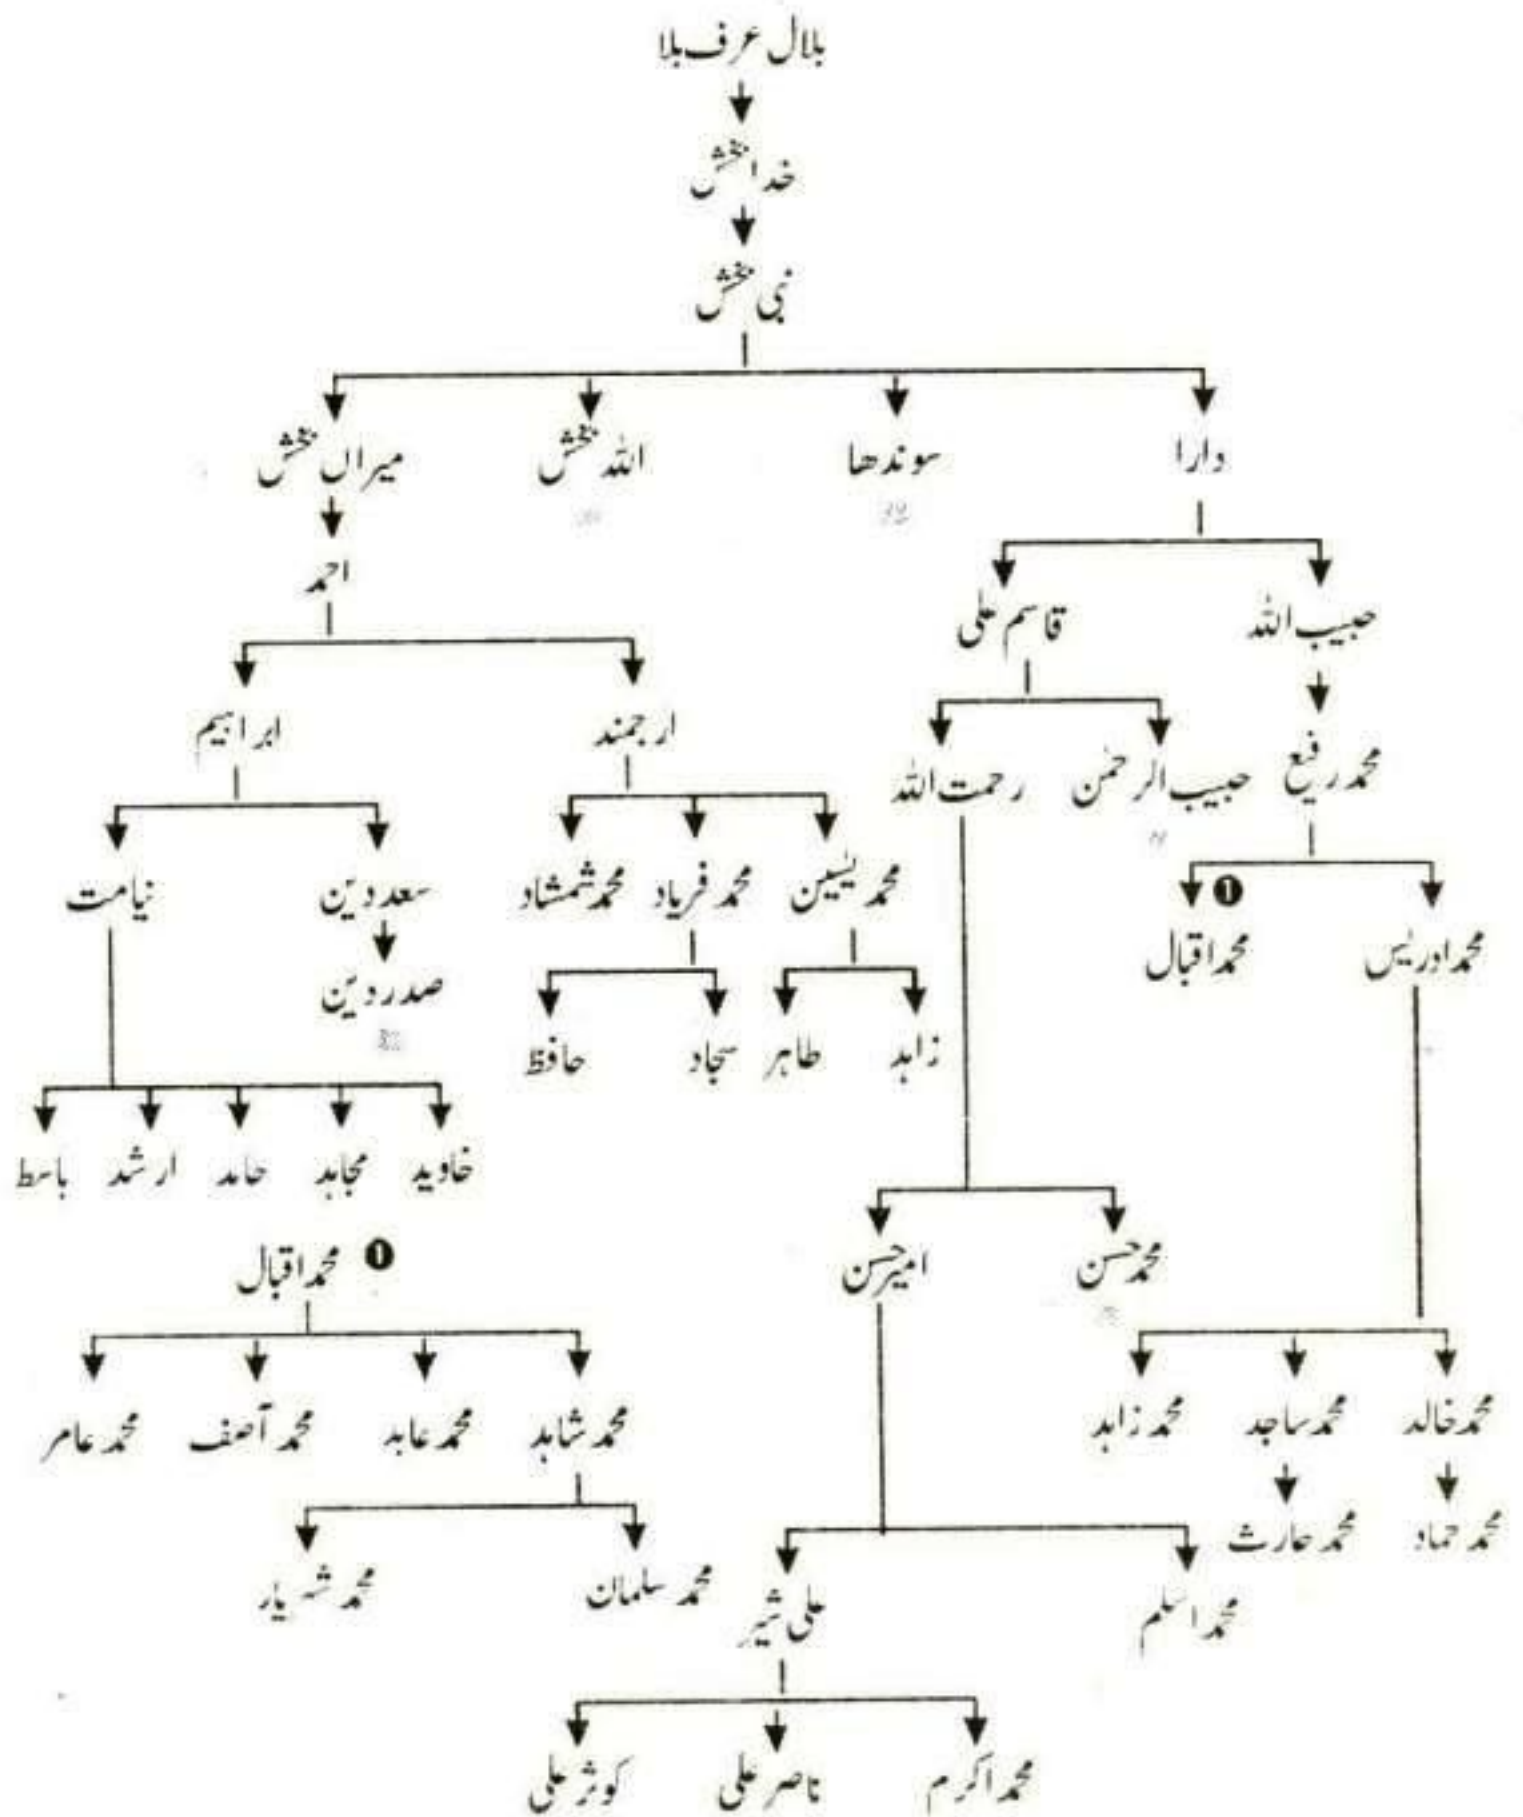 بلال عرف بلا
خدا بخش
نبی بخش
دارا سوندھا اللہ بخش میراں بخش
احمد
حبیب اللہ قاسم علی
ارجمند ابراہیم
محمد رفیع حبیب الرحمٰن رحمت اللہ
محمد یٰسین محمد فریاد محمد شمشاد سعد دین نیامت
❶
محمد ادریس محمد اقبال
صدر دین
زاہد طاہر سجاد حافظ
خاوید مجاہد حامد ارشد باسط
محمد حسن امیر حسن
❶ محمد اقبال
محمد خالد محمد ساجد محمد زاہد
محمد شاہد محمد عابد محمد آصف محمد عامر
محمد حماد محمد حارث
محمد سلمان محمد شہریار
محمد اسلم علی شیر
محمد اکرم ناصر علی کوثر علی